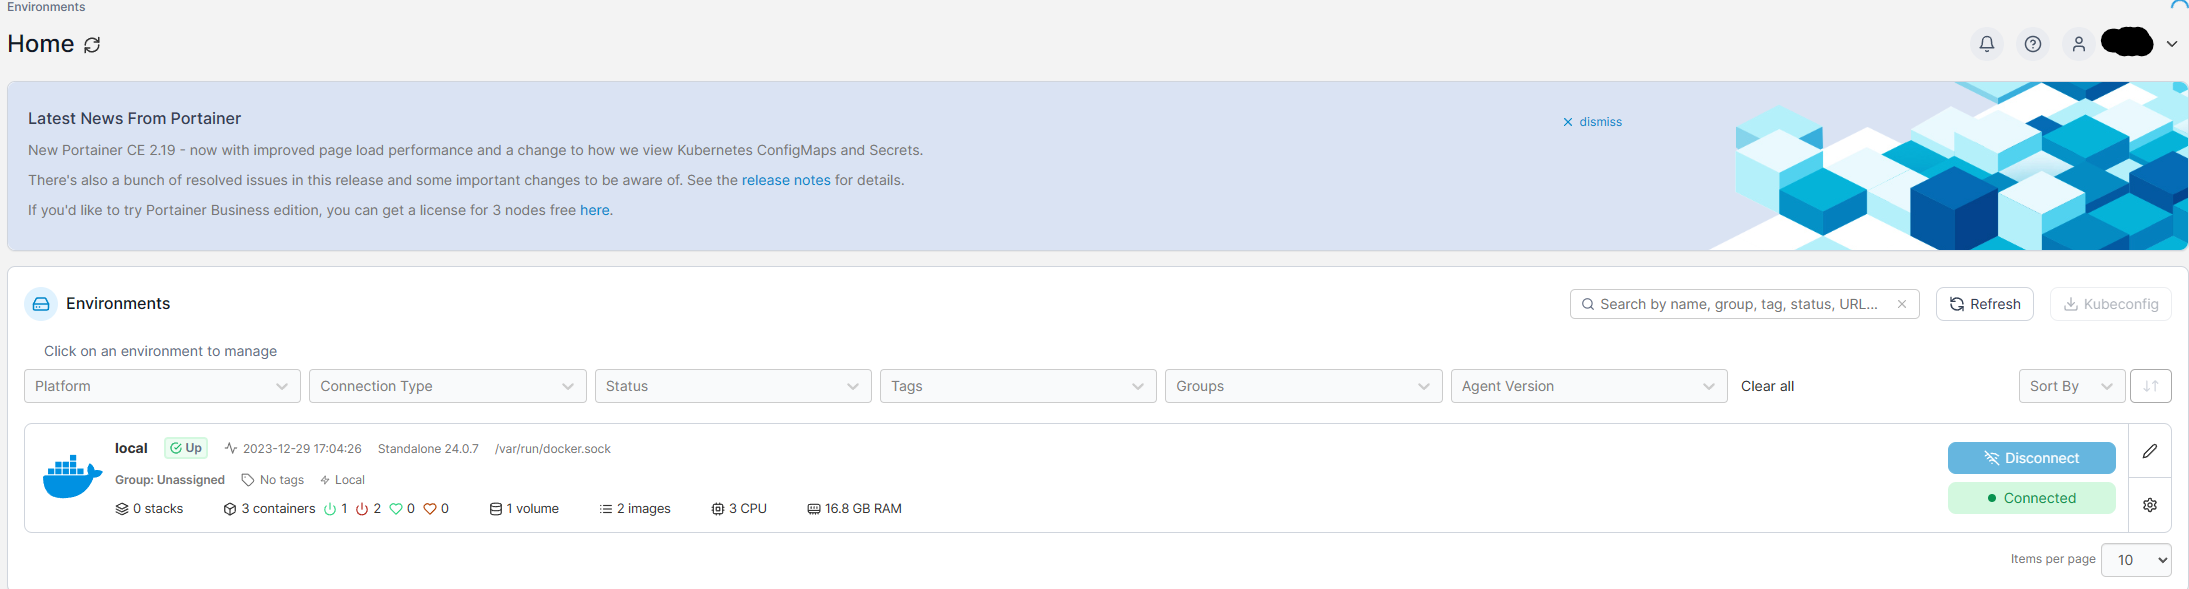 Environments
Home
Latest News From Portainer
dismiss
New Portainer CE 2.19 - now with improved page load performance and a change to how we view Kubernetes ConfigMaps and Secrets.
There's also a bunch of resolved issues in this release and some important changes to be aware of. See the release notes for details.
If you'd like to try Portainer Business edition, you can get a license for 3 nodes free here.
Environments
Search by name, group, tag, status, URL...
Refresh
Kubeconfig
Click on an environment to manage
Platform
Connection Type
Status
Tags
Groups
Agent Version
Clear all
Sort By
local Up 2023-12-29 17:04:26 Standalone 24.0.7 /var/run/docker.sock
Group: Unassigned No tags Local
0 stacks 3 containers 1 2 0 0 1 volume 2 images 3 CPU 16.8 GB RAM
Disconnect
Connected
Items per page 10